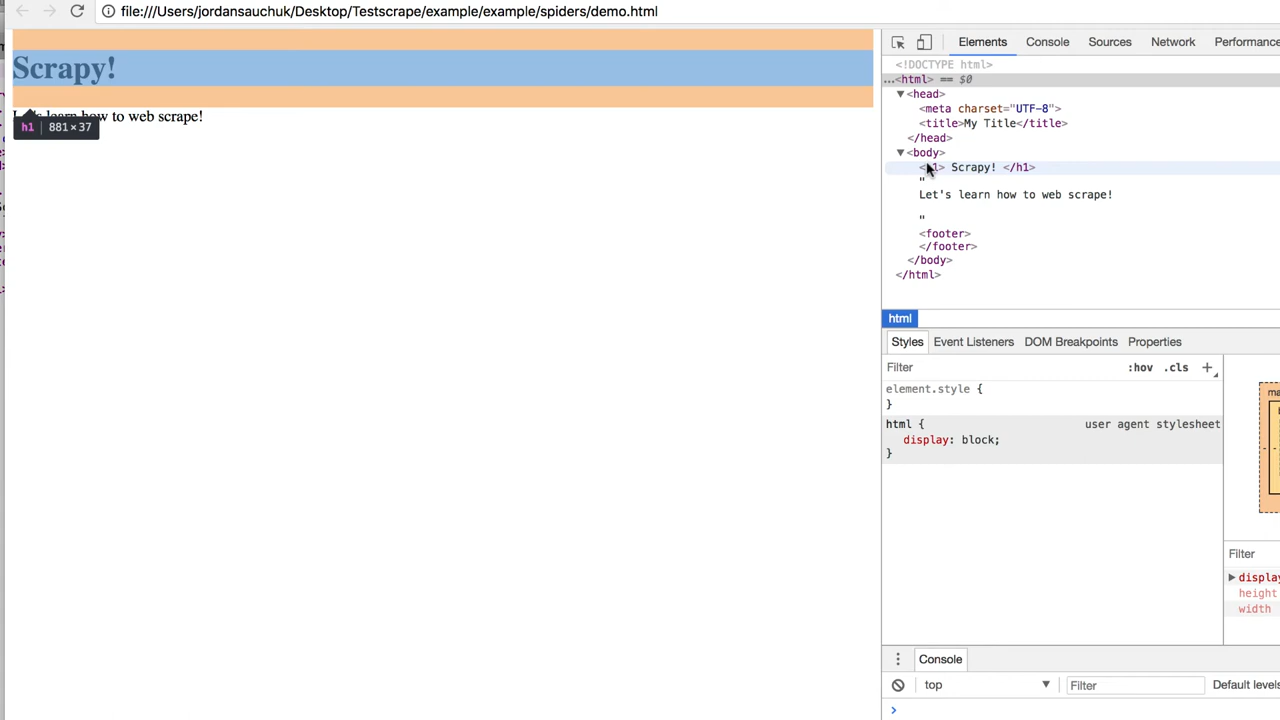 file:///Users/jordansauchuk/Desktop/Testscrape/example/example/spiders/demo.html
Scrapy!
learn how to web scrape!
h1 881×37
Elements Console Sources Network Performance
<!DOCTYPE html>
...<html> == $0
▼<head>
<meta charset="UTF-8">
<title>My Title</title>
</head>
▼<body>
Scrapy! </h1>
"
Let's learn how to web scrape!
"
<footer>
</footer>
</body>
</html>
html
Styles Event Listeners DOM Breakpoints Properties
Filter :hov .cls +
element.style {
}
html { user agent stylesheet
display: block;
}
ma
Filter
▶ display
height
width
Console
top ▼ Filter Default levels
>